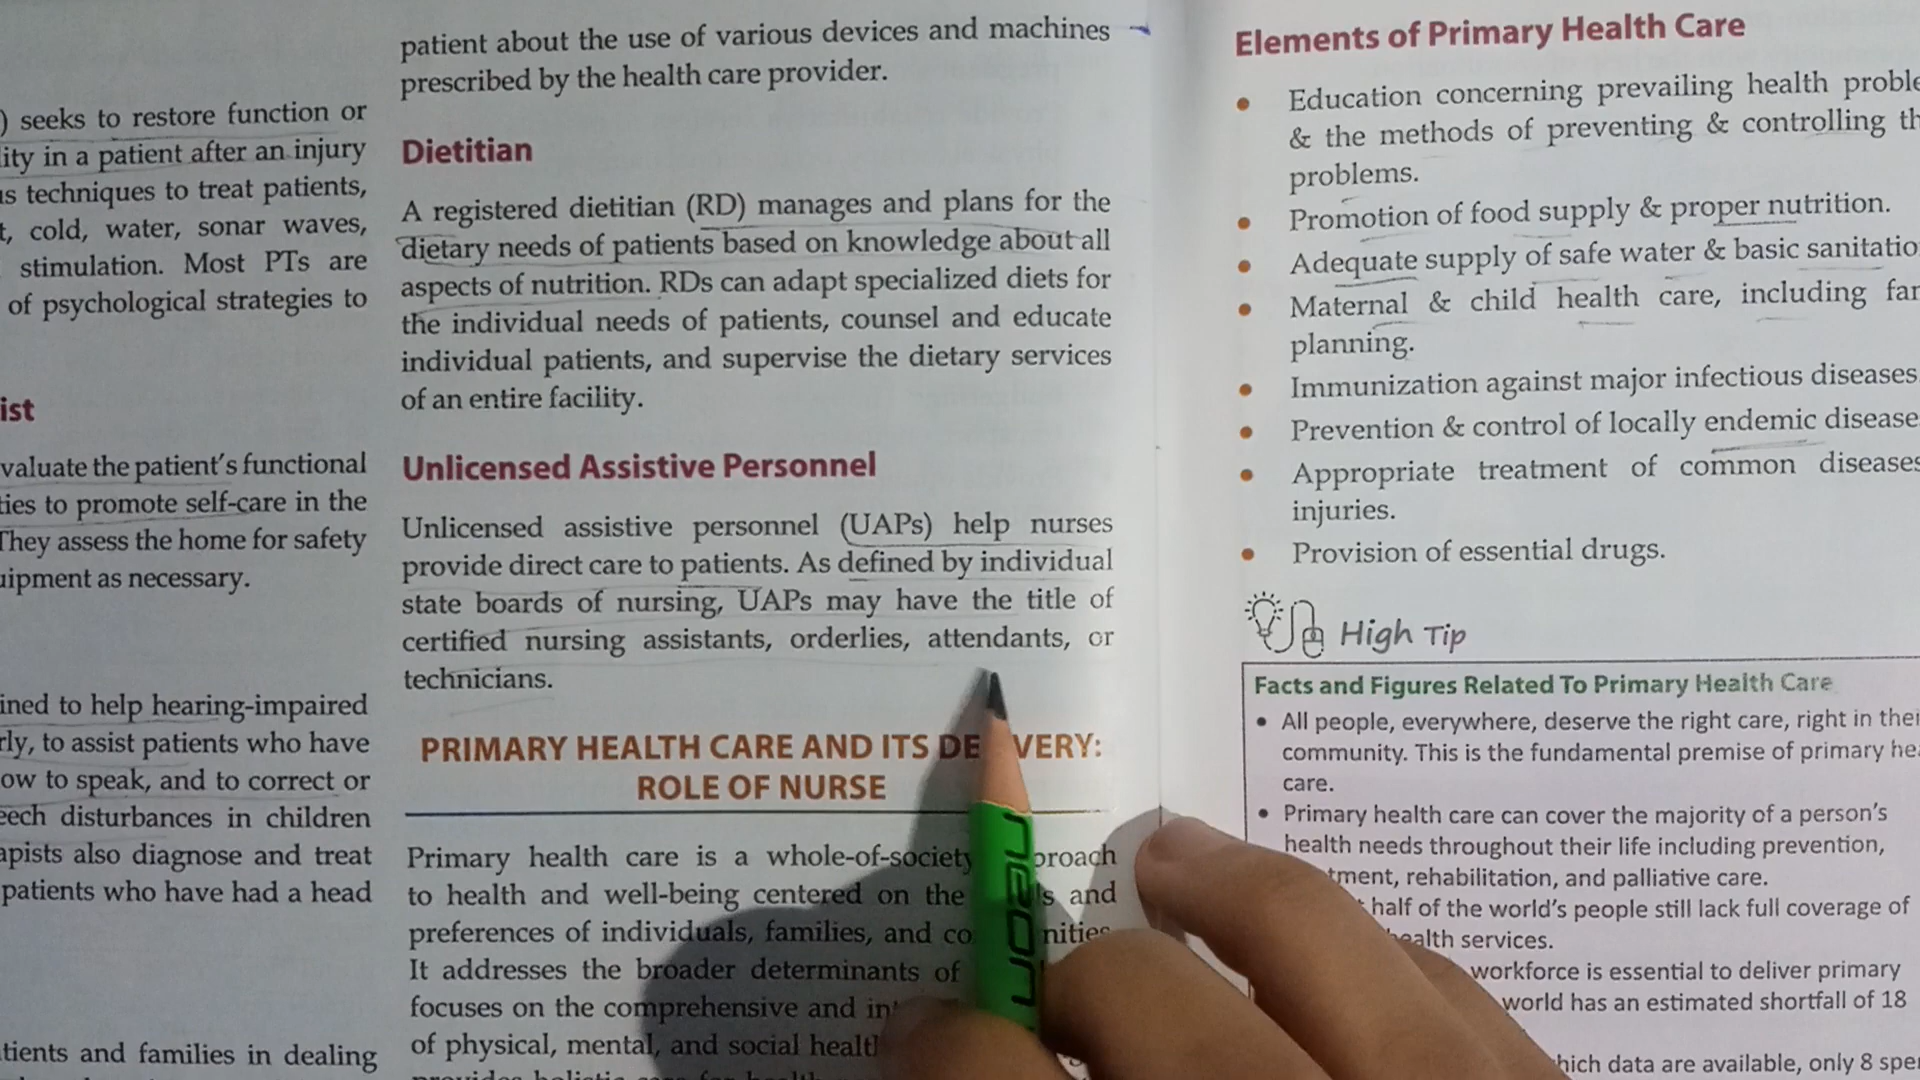 ) seeks to restore function or
ity in a patient after an injury
us techniques to treat patients,
t, cold, water, sonar waves,
stimulation. Most PTs are
of psychological strategies to
ist
valuate the patient's functional
ties to promote self-care in the
They assess the home for safety
uipment as necessary.
ined to help hearing-impaired
rly, to assist patients who have
ow to speak, and to correct or
eech disturbances in children
apists also diagnose and treat
patients who have had a head
tients and families in dealing
patient about the use of various devices and machines
prescribed by the health care provider.
Dietitian
A registered dietitian (RD) manages and plans for the
dietary needs of patients based on knowledge about all
aspects of nutrition. RDs can adapt specialized diets for
the individual needs of patients, counsel and educate
individual patients, and supervise the dietary services
of an entire facility.
Unlicensed Assistive Personnel
Unlicensed assistive personnel (UAPs) help nurses
provide direct care to patients. As defined by individual
state boards of nursing, UAPs may have the title of
certified nursing assistants, orderlies, attendants, or
technicians.
PRIMARY HEALTH CARE AND ITS DE VERY:
ROLE OF NURSE
Primary health care is a whole-of-society proach
to health and well-being centered on the s and
preferences of individuals, families, and co nities
It addresses the broader determinants of
focuses on the comprehensive and in
of physical, mental, and social healt
Elements of Primary Health Care
• Education concerning prevailing health proble
& the methods of preventing & controlling th
problems.
• Promotion of food supply & proper nutrition.
• Adequate supply of safe water & basic sanitatio
• Maternal & child health care, including fam
planning.
• Immunization against major infectious diseases
• Prevention & control of locally endemic disease
• Appropriate treatment of common diseases
injuries.
• Provision of essential drugs.
High Tip
Facts and Figures Related To Primary Health Care
• All people, everywhere, deserve the right care, right in thei
community. This is the fundamental premise of primary hea
care.
• Primary health care can cover the majority of a person's
health needs throughout their life including prevention,
tment, rehabilitation, and palliative care.
half of the world's people still lack full coverage of
ealth services.
workforce is essential to deliver primary
world has an estimated shortfall of 18
hich data are available, only 8 spe
neon